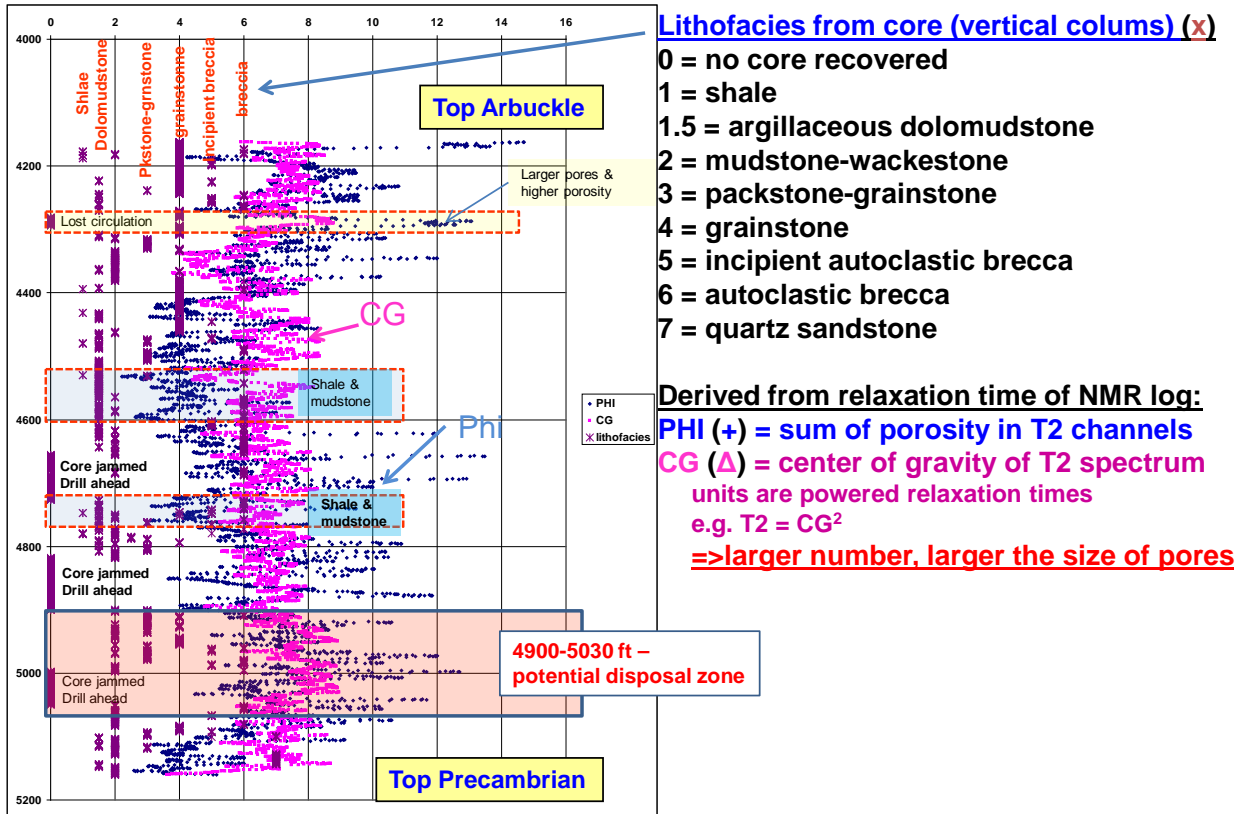 0 2 4 6 8 10 12 14 16
4000
4200
4400
4600
4800
5000
5200
Shlae
Dolomudstone
Pkstone-grnstone
grainstonne
incipient breccia
breccia
Top Arbuckle
Larger pores &
higher porosity
Lost circulation
CG
Shale &
mudstone
Phi
PHI
CG
lithofacies
Core jammed
Drill ahead
Shale &
mudstone
Core jammed
Drill ahead
4900-5030 ft –
potential disposal zone
Core jammed
Drill ahead
Top Precambrian
Lithofacies from core (vertical colums) (x)
0 = no core recovered
1 = shale
1.5 = argillaceous dolomudstone
2 = mudstone-wackestone
3 = packstone-grainstone
4 = grainstone
5 = incipient autoclastic brecca
6 = autoclastic brecca
7 = quartz sandstone
Derived from relaxation time of NMR log:
PHI (+) = sum of porosity in T2 channels
CG (Δ) = center of gravity of T2 spectrum
units are powered relaxation times
e.g. T2 = CG²
=>larger number, larger the size of pores